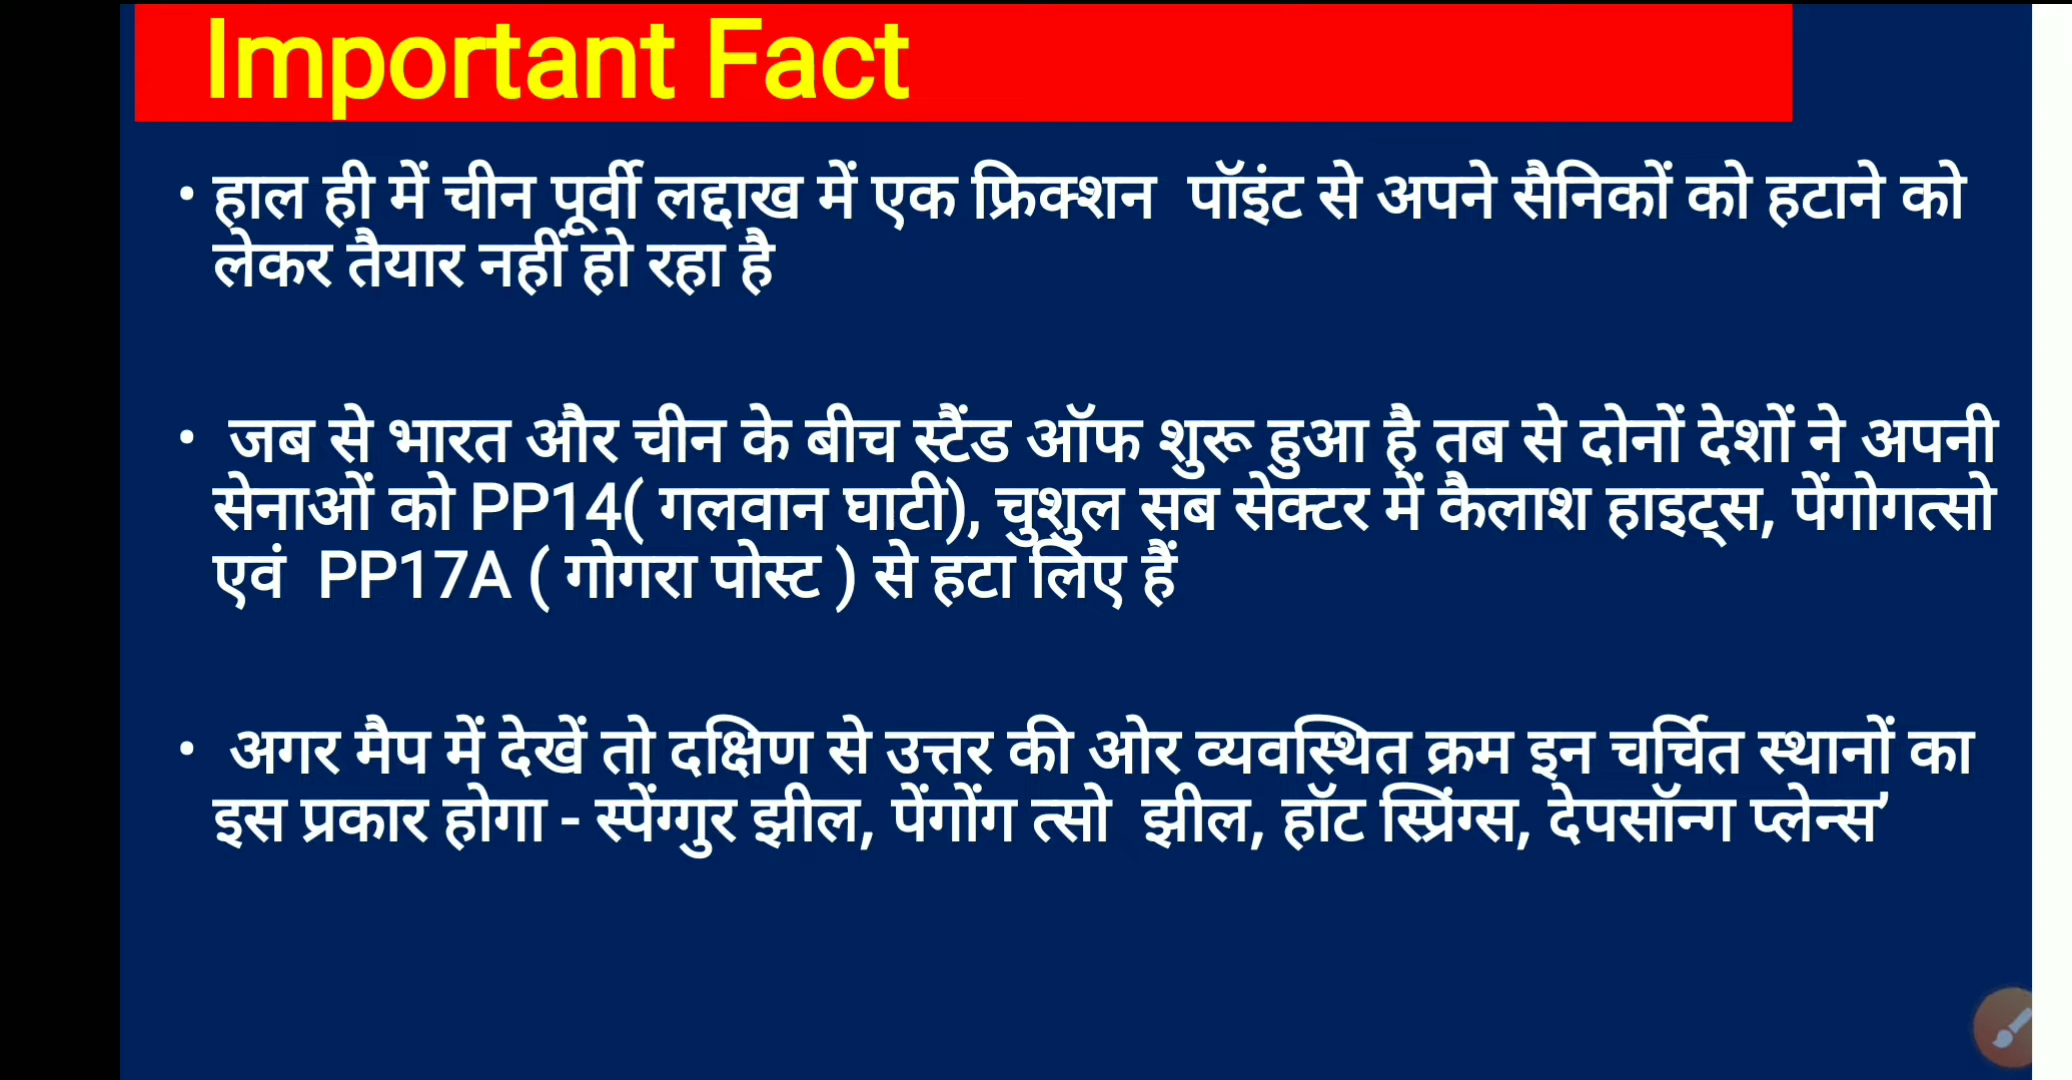 Important Fact
• हाल ही में चीन पूर्वी लद्दाख में एक फ्रिक्शन पॉइंट से अपने सैनिकों को हटाने को
लेकर तैयार नहीं हो रहा है
• जब से भारत और चीन के बीच स्टैंड ऑफ शुरू हुआ है तब से दोनों देशों ने अपनी
सेनाओं को PP14( गलवान घाटी), चुशुल सब सेक्टर में कैलाश हाइट्स, पेंगोगत्सो
एवं PP17A ( गोगरा पोस्ट ) से हटा लिए हैं
• अगर मैप में देखें तो दक्षिण से उत्तर की ओर व्यवस्थित क्रम इन चर्चित स्थानों का
इस प्रकार होगा - स्पेंग्गुर झील, पेंगोंग त्सो झील, हॉट स्प्रिंग्स, देपसॉन्ग प्लेन्स'